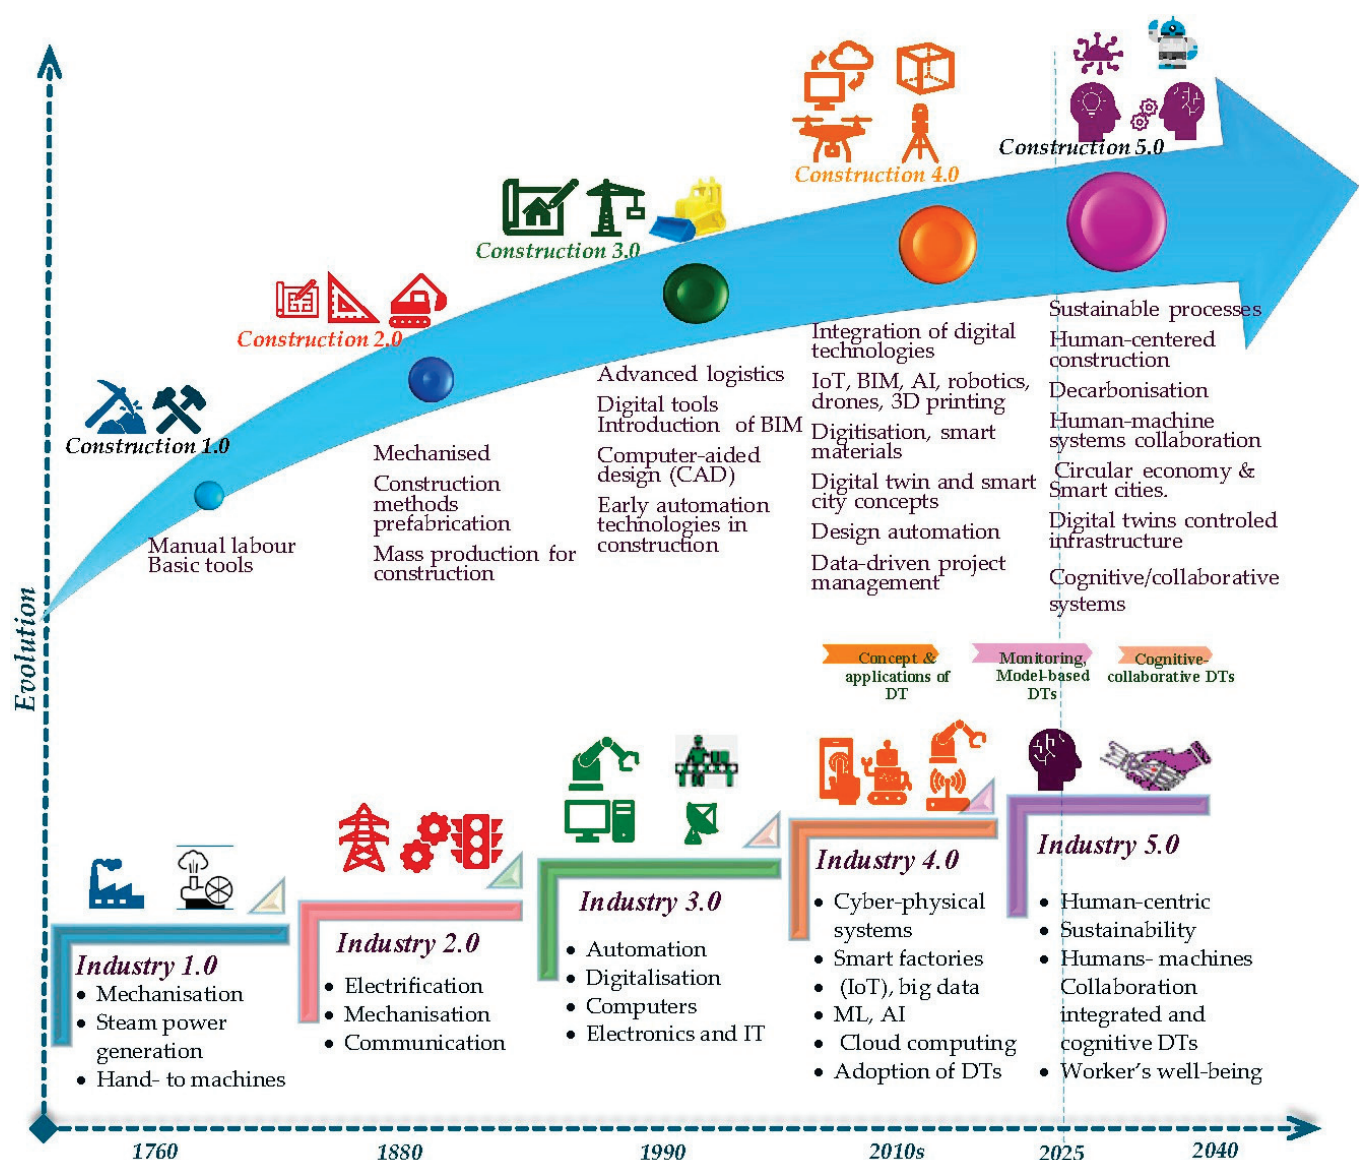 Construction 5.0
Construction 4.0
Construction 3.0
Construction 2.0
Construction 1.0
Manual labour
Basic tools
Mechanised
Construction
methods
prefabrication
Mass production for
construction
Advanced logistics
Digital tools
Introduction of BIM
Computer-aided
design (CAD)
Early automation
technologies in
construction
Integration of digital
technologies
IoT, BIM, AI, robotics,
drones, 3D printing
Digitisation, smart
materials
Digital twin and smart
city concepts
Design automation
Data-driven project
management
Sustainable processes
Human-centered
construction
Decarbonisation
Human-machine
systems collaboration
Circular economy &
Smart cities.
Digital twins controled
infrastructure
Cognitive/collaborative
systems
Evolution
Concept &
applications of
DT
Monitoring,
Model-based
DTs
Cognitive-
collaborative DTs
Industry 1.0
• Mechanisation
• Steam power
generation
• Hand- to machines
Industry 2.0
• Electrification
• Mechanisation
• Communication
Industry 3.0
• Automation
• Digitalisation
• Computers
• Electronics and IT
Industry 4.0
• Cyber-physical
systems
• Smart factories
• (IoT), big data
• ML, AI
• Cloud computing
• Adoption of DTs
Industry 5.0
• Human-centric
• Sustainability
• Humans- machines
Collaboration
integrated and
cognitive DTs
• Worker's well-being
1760
1880
1990
2010s
2025
2040